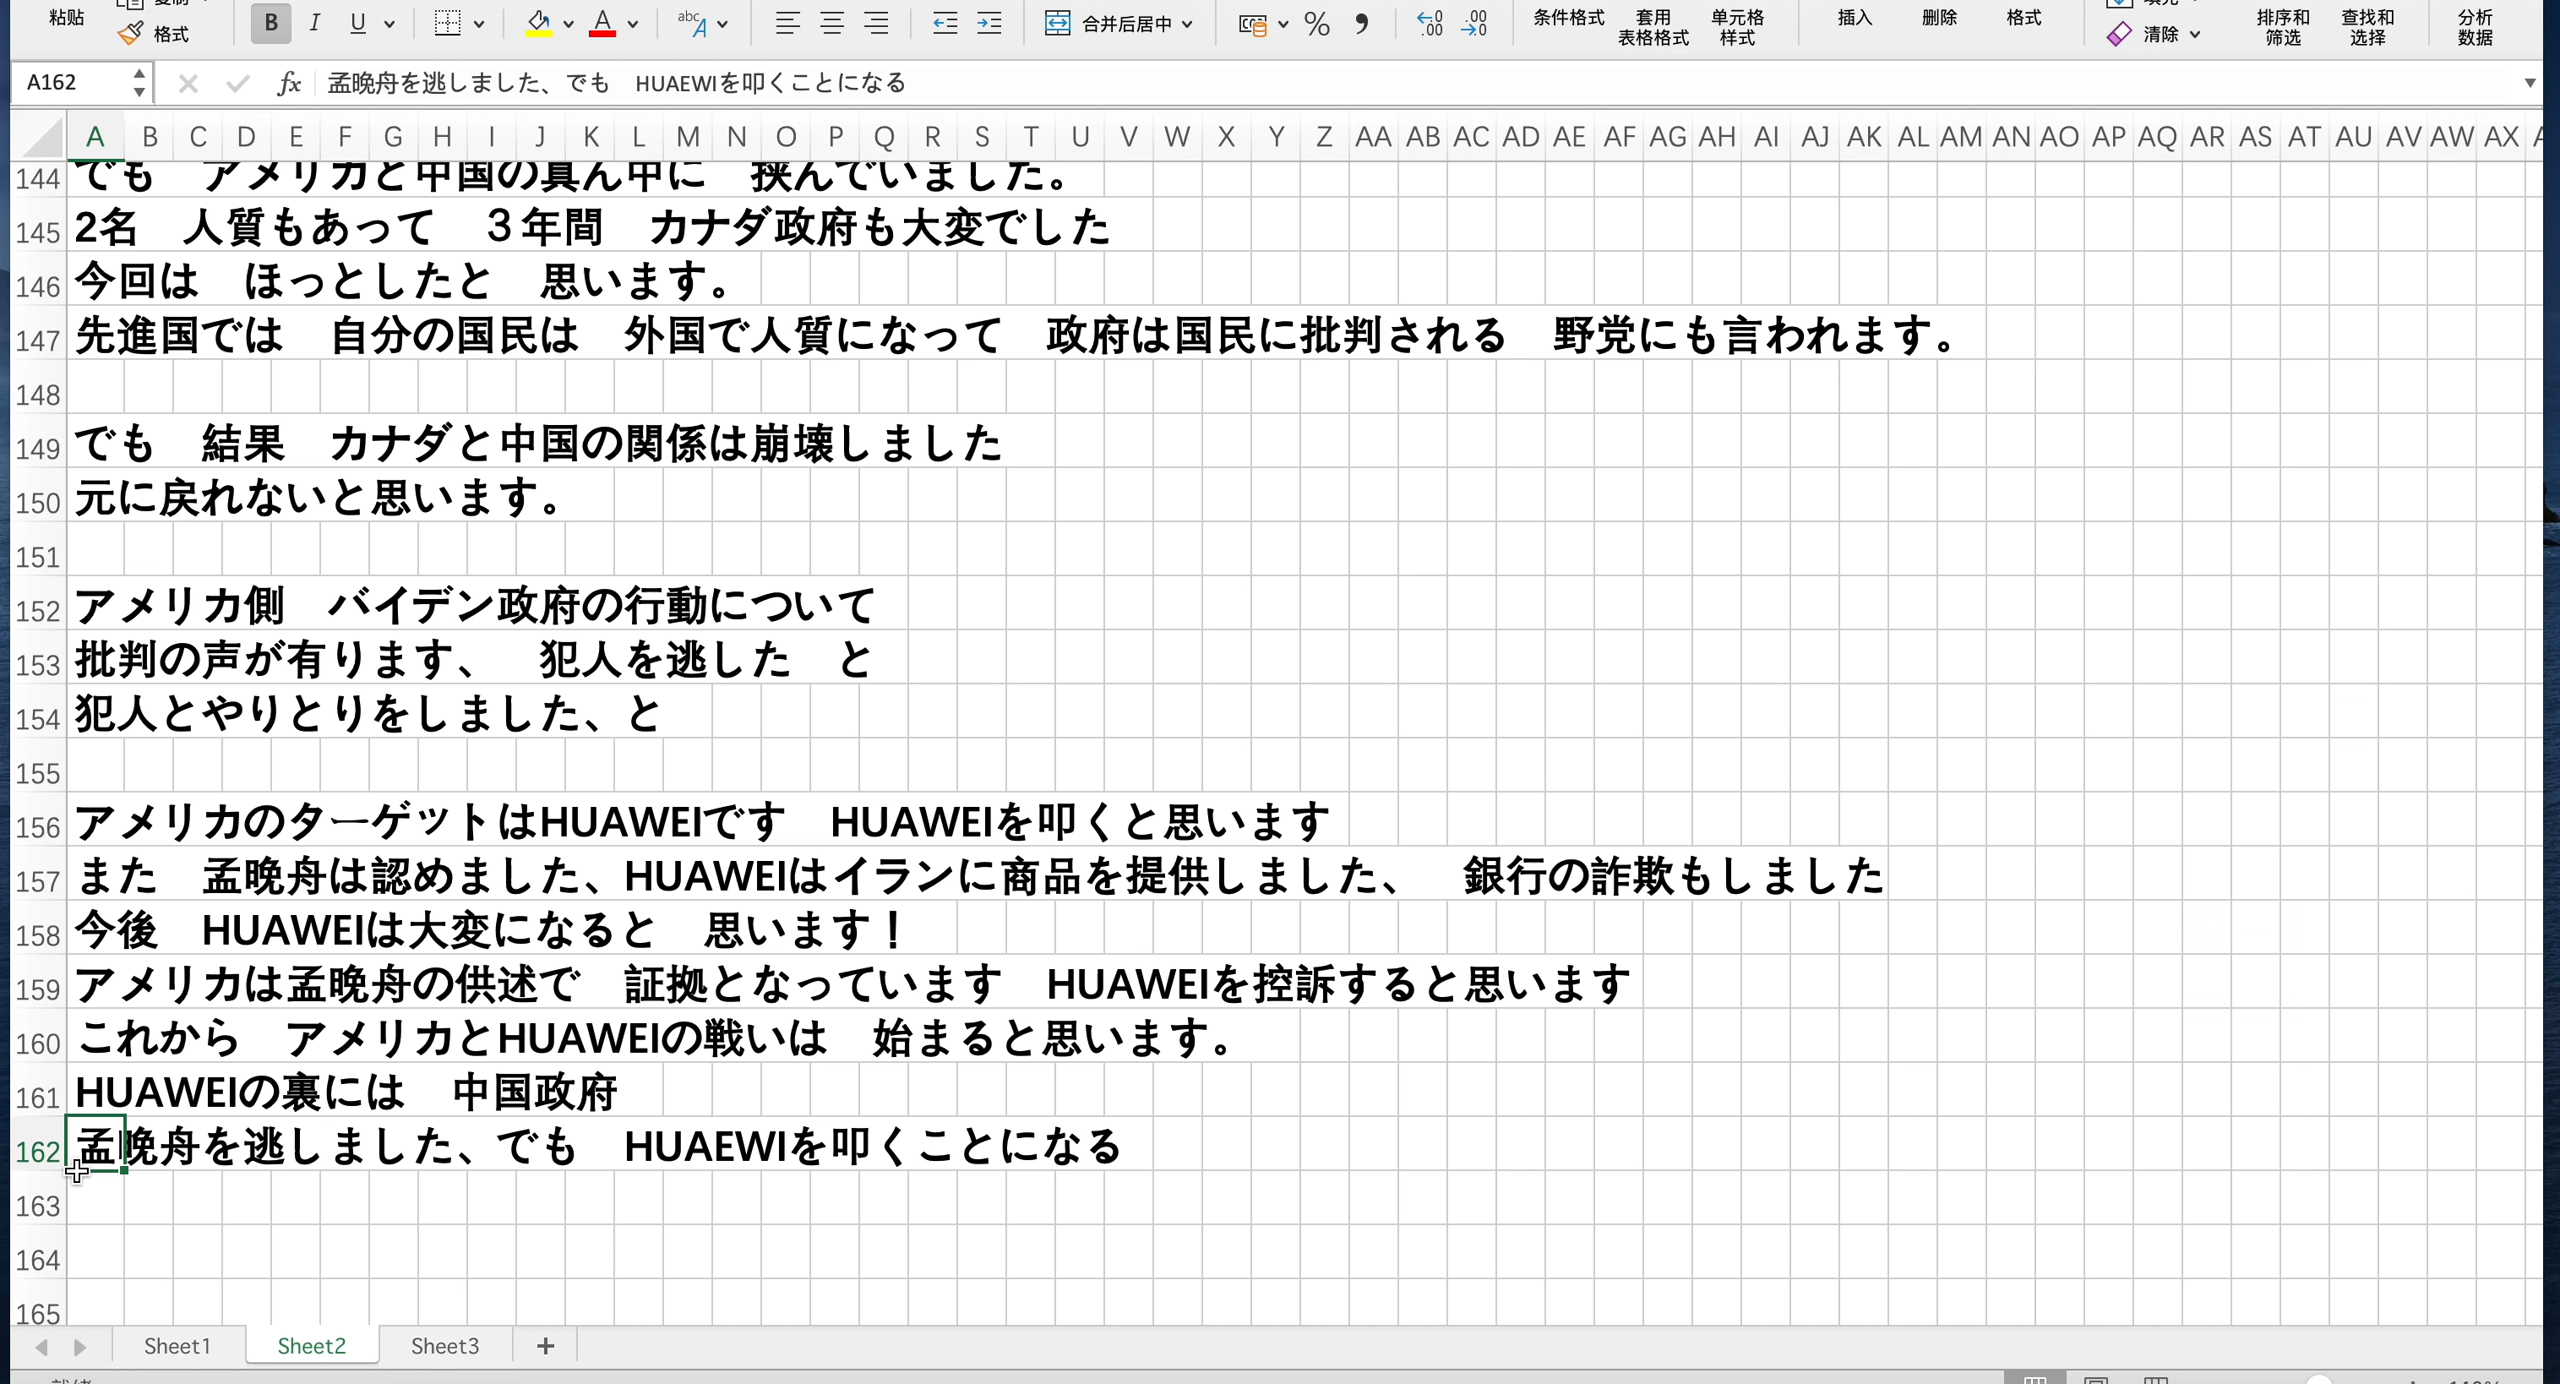 粘贴
格式
B I U
abc A
合并后居中
% 
条件格式
套用
表格格式
单元格
样式
插入
删除
格式
清除
排序和
筛选
查找和
选择
分析
数据
A162 fx 孟晩舟を逃しました、でも　HUAEWIを叩くことになる
A B C D E F G H I J K L M N O P Q R S T U V W X Y Z AA AB AC AD AE AF AG AH AI AJ AK AL AM AN AO AP AQ AR AS AT AU AV AW AX
144 でも　アメリカと中国の真ん中に　挟んでいました。
145 2名　人質もあって　３年間　カナダ政府も大変でした
146 今回は　ほっとしたと　思います。
147 先進国では　自分の国民は　外国で人質になって　政府は国民に批判される　野党にも言われます。
148
149 でも　結果　カナダと中国の関係は崩壊しました
150 元に戻れないと思います。
151
152 アメリカ側　バイデン政府の行動について
153 批判の声が有ります、　犯人を逃した　と
154 犯人とやりとりをしました、と
155
156 アメリカのターゲットはHUAWEIです　HUAWEIを叩くと思います
157 また　孟晩舟は認めました、HUAWEIはイランに商品を提供しました、　銀行の詐欺もしました
158 今後　HUAWEIは大変になると　思います！
159 アメリカは孟晩舟の供述で　証拠となっています　HUAWEIを控訴すると思います
160 これから　アメリカとHUAWEIの戦いは　始まると思います。
161 HUAWEIの裏には　中国政府
162 孟晩舟を逃しました、でも　HUAEWIを叩くことになる
163
164
165
Sheet1 Sheet2 Sheet3 +